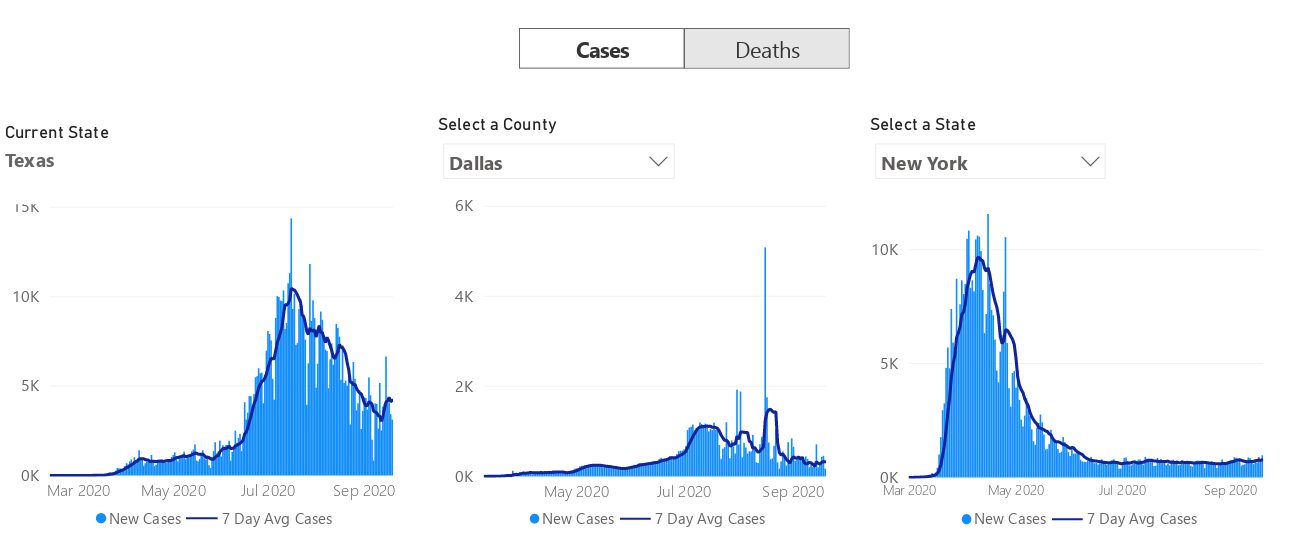 Cases
Deaths
Current State
Texas
15K
10K
5K
0K
Mar 2020
May 2020
Jul 2020
Sep 2020
New Cases
7 Day Avg Cases
Select a County
Dallas
6K
4K
2K
0K
May 2020
Jul 2020
Sep 2020
New Cases
7 Day Avg Cases
Select a State
New York
10K
5K
0K
Mar 2020
May 2020
Jul 2020
Sep 2020
New Cases
7 Day Avg Cases